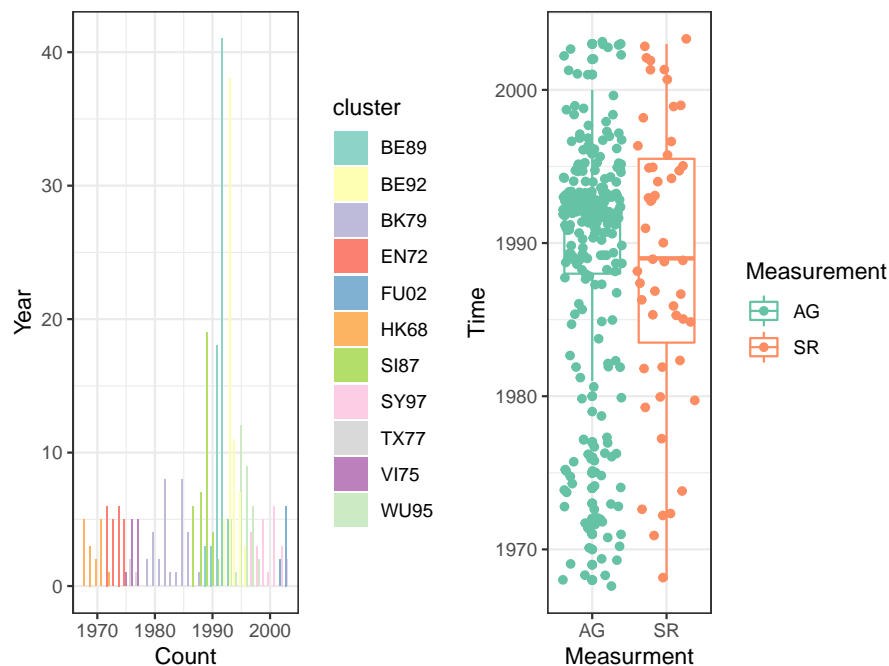 40
30
20
10
0
Year
1970 1980 1990 2000
Count
cluster
BE89
BE92
BK79
EN72
FU02
HK68
SI87
SY97
TX77
VI75
WU95
2000
1990
1980
1970
Time
AG SR
Measurment
Measurement
AG
SR